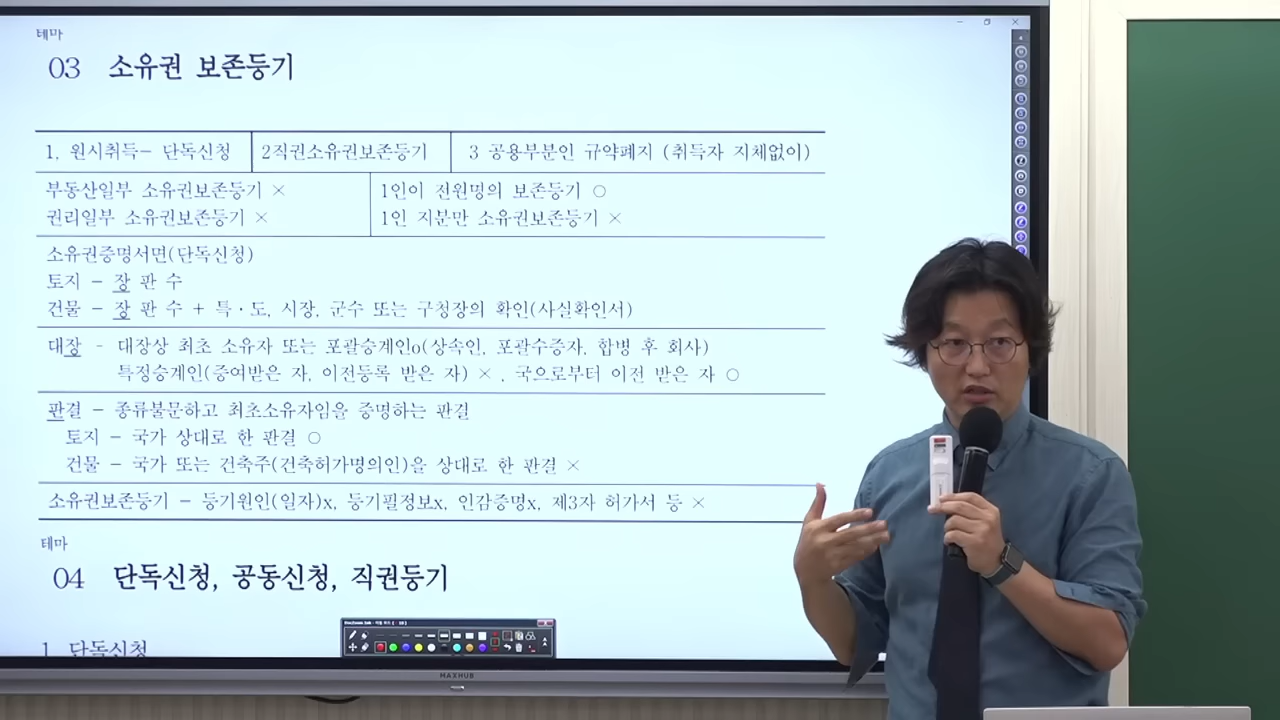 테마
03 소유권 보존등기
1. 원시취득- 단독신청 2직권소유권보존등기 3 공용부분인 규약폐지 (취득자 지체없이)
부동산일부 소유권보존등기 × 1인이 전원명의 보존등기 ○
권리일부 소유권보존등기 × 1인 지분만 소유권보존등기 ×
소유권증명서면(단독신청)
토지 - 장 판 수
건물 - 장 판 수 + 특·도, 시장, 군수 또는 구청장의 확인(사실확인서)
대장 - 대장상 최초 소유자 또는 포괄승계인o(상속인, 포괄수증자, 합병 후 회사)
특정승계인(증여받은 자, 이전등록 받은 자) × , 국으로부터 이전 받은 자 ○
판결 - 종류불문하고 최초소유자임을 증명하는 판결
토지 - 국가 상대로 한 판결 ○
건물 - 국가 또는 건축주(건축허가명의인)을 상대로 한 판결 ×
소유권보존등기 - 등기원인(일자)x, 등기필정보x, 인감증명x, 제3자 허가서 등 ×
테마
04 단독신청, 공동신청, 직권등기
1 단독신청
MAXHUB